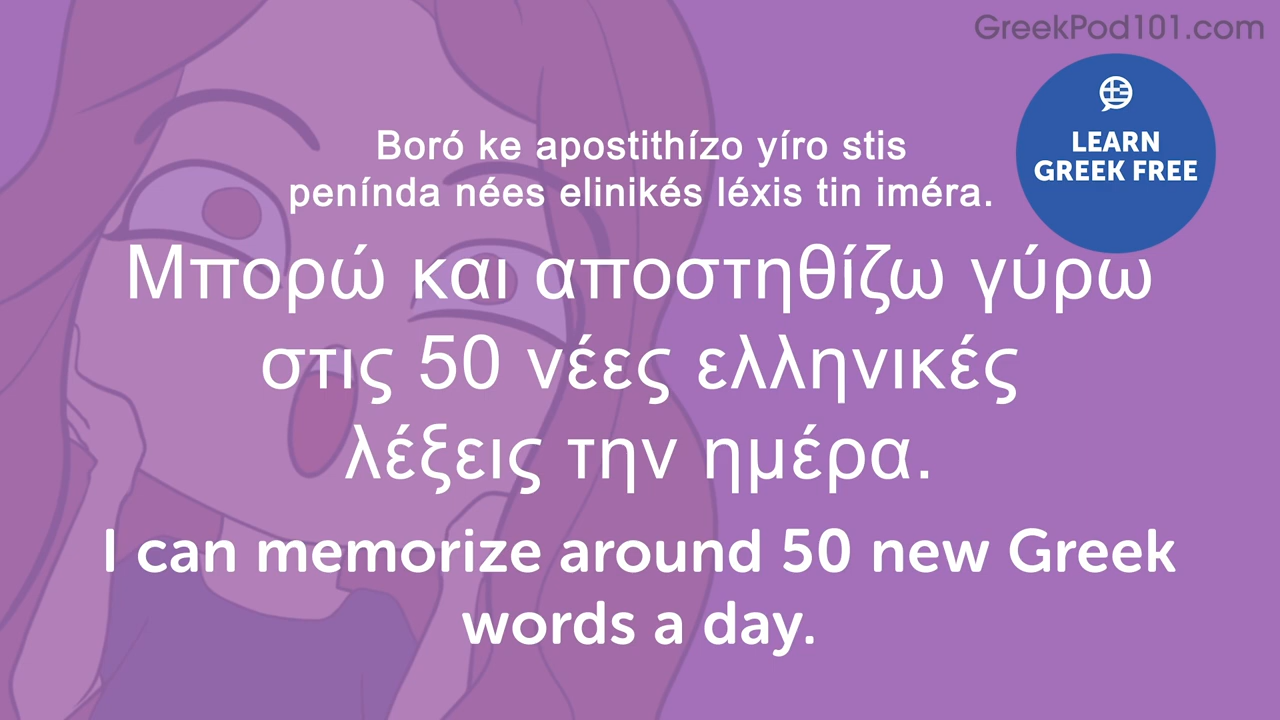 GreekPod101.com
LEARN
GREEK FREE
Boró ke apostithízo yíro stis
penínda nées elinikés léxis tin iméra.
Μπορώ και αποστηθίζω γύρω
στις 50 νέες ελληνικές
λέξεις την ημέρα.
I can memorize around 50 new Greek
words a day.